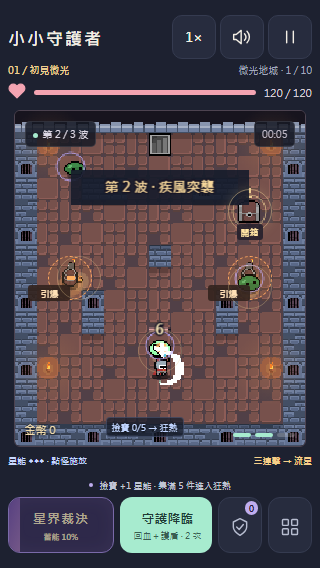 小小守護者
1×
01 / 初見微光
微光地城 · 1 / 10
120 / 120
第 2 / 3 波
00:05
第 2 波 · 疾風突襲
!
開箱
引爆
引爆
-6
金幣 0
撿寶 0/5 → 狂熱
星能 ◆◆◆ · 點怪施放
三連擊 → 流星
撿寶 +1 星能 · 集滿 5 件進入狂熱
星界裁決
蓄能 10%
守護降臨
回血 + 護盾 · 2 次
0